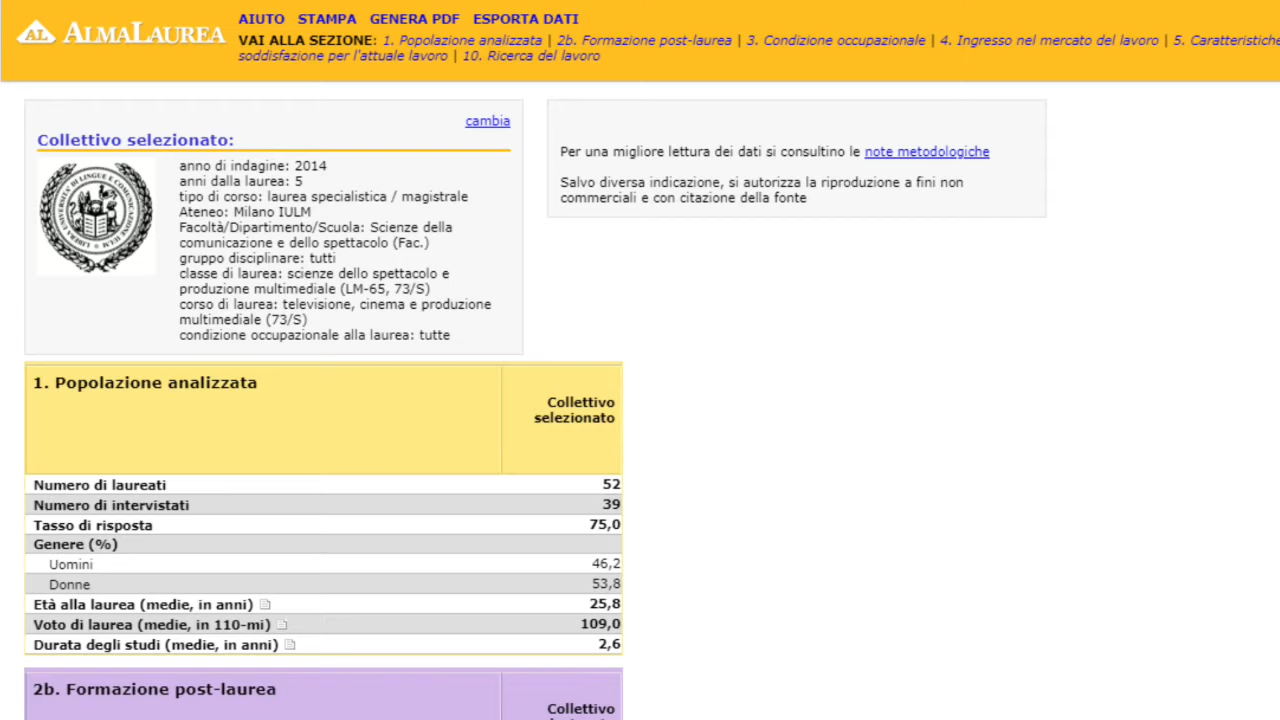 AL ALMALAUREA
AIUTO STAMPA GENERA PDF ESPORTA DATI
VAI ALLA SEZIONE: 1. Popolazione analizzata | 2b. Formazione post-laurea | 3. Condizione occupazionale | 4. Ingresso nel mercato del lavoro | 5. Caratteristiche
soddisfazione per l'attuale lavoro | 10. Ricerca del lavoro
cambia
Collettivo selezionato:
LIBERA UNIVERSITÀ DI LINGUE E COMUNICAZIONE IULM
anno di indagine: 2014
anni dalla laurea: 5
tipo di corso: laurea specialistica / magistrale
Ateneo: Milano IULM
Facoltà/Dipartimento/Scuola: Scienze della
comunicazione e dello spettacolo (Fac.)
gruppo disciplinare: tutti
classe di laurea: scienze dello spettacolo e
produzione multimediale (LM-65, 73/S)
corso di laurea: televisione, cinema e produzione
multimediale (73/S)
condizione occupazionale alla laurea: tutte
Per una migliore lettura dei dati si consultino le note metodologiche
Salvo diversa indicazione, si autorizza la riproduzione a fini non
commerciali e con citazione della fonte
1. Popolazione analizzata
Collettivo
selezionato
Numero di laureati 52
Numero di intervistati 39
Tasso di risposta 75,0
Genere (%)
Uomini 46,2
Donne 53,8
Età alla laurea (medie, in anni) 25,8
Voto di laurea (medie, in 110-mi) 109,0
Durata degli studi (medie, in anni) 2,6
2b. Formazione post-laurea
Collettivo